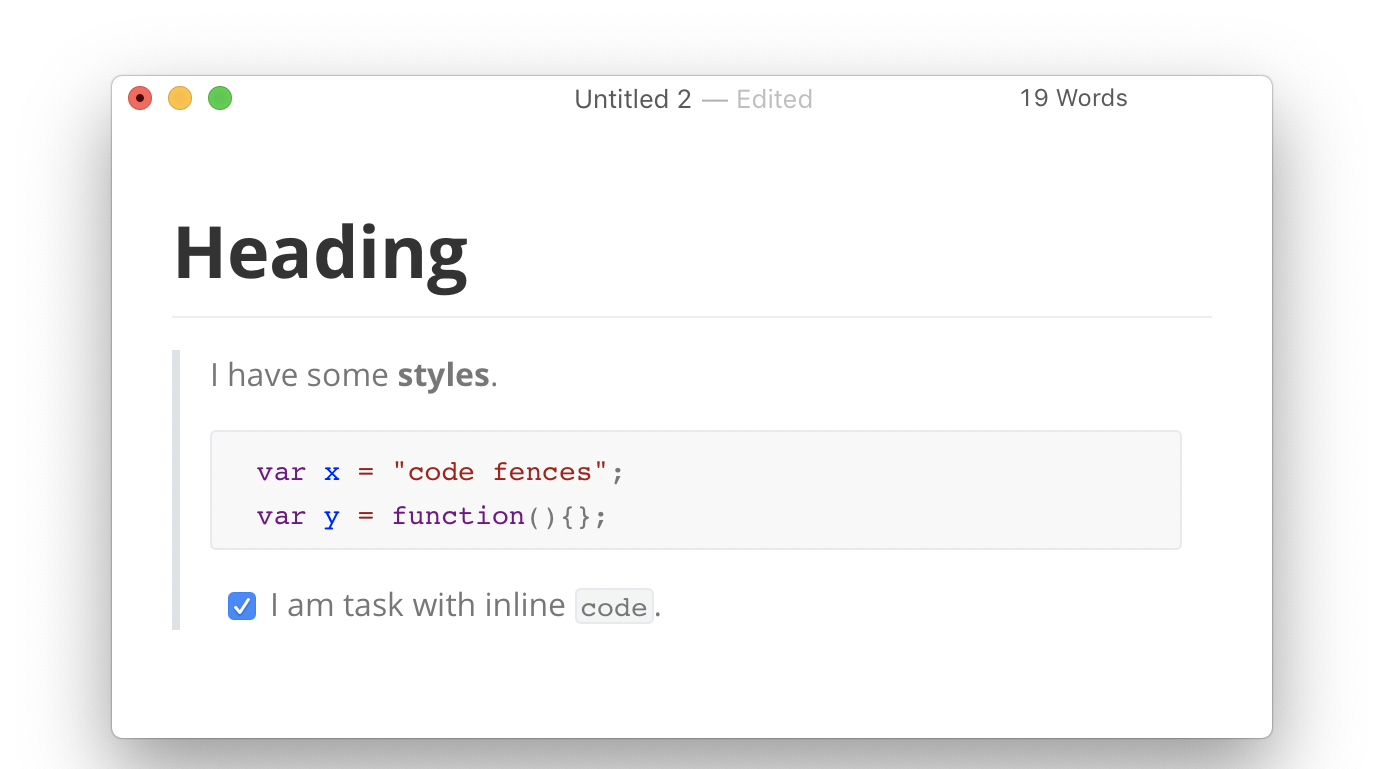 Untitled 2 — Edited
19 Words
Heading
I have some styles.
var x = "code fences";
var y = function(){};
I am task with inline code.